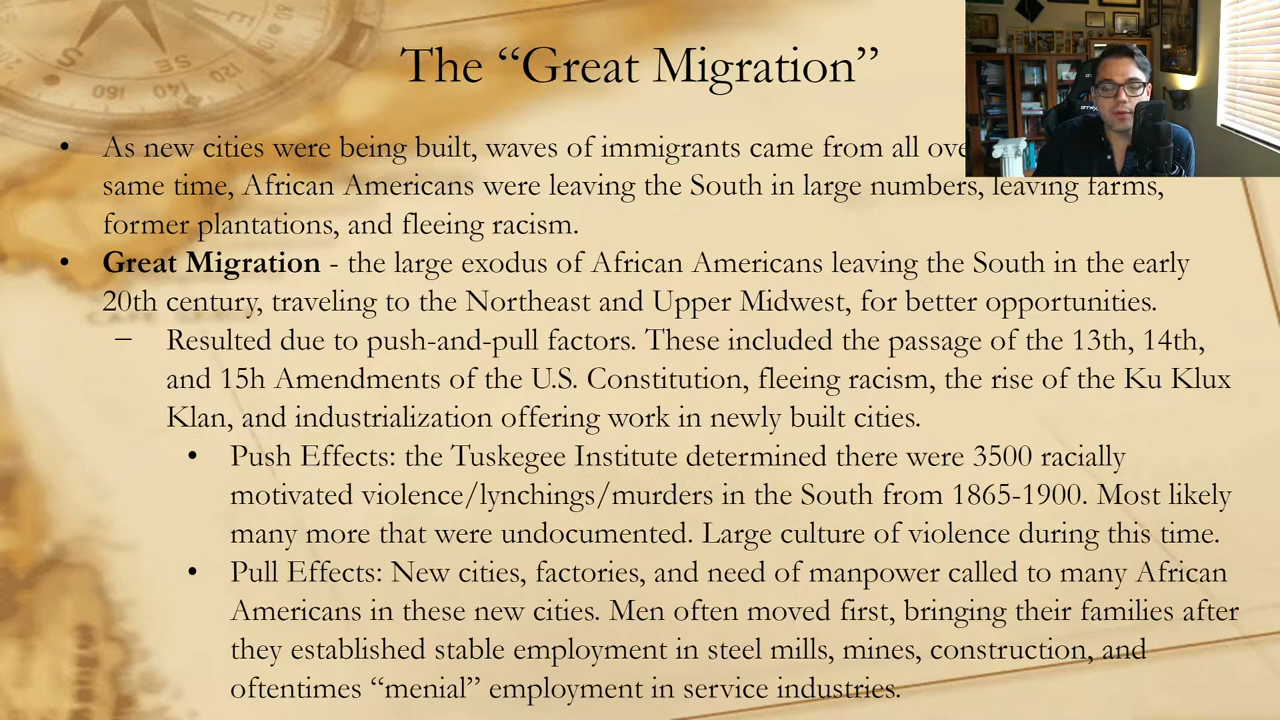 The “Great Migration”
• As new cities were being built, waves of immigrants came from all ove
same time, African Americans were leaving the South in large numbers, leaving farms,
former plantations, and fleeing racism.
• Great Migration - the large exodus of African Americans leaving the South in the early
20th century, traveling to the Northeast and Upper Midwest, for better opportunities.
– Resulted due to push-and-pull factors. These included the passage of the 13th, 14th,
and 15h Amendments of the U.S. Constitution, fleeing racism, the rise of the Ku Klux
Klan, and industrialization offering work in newly built cities.
• Push Effects: the Tuskegee Institute determined there were 3500 racially
motivated violence/lynchings/murders in the South from 1865-1900. Most likely
many more that were undocumented. Large culture of violence during this time.
• Pull Effects: New cities, factories, and need of manpower called to many African
Americans in these new cities. Men often moved first, bringing their families after
they established stable employment in steel mills, mines, construction, and
oftentimes “menial” employment in service industries.
SE
120
140
160